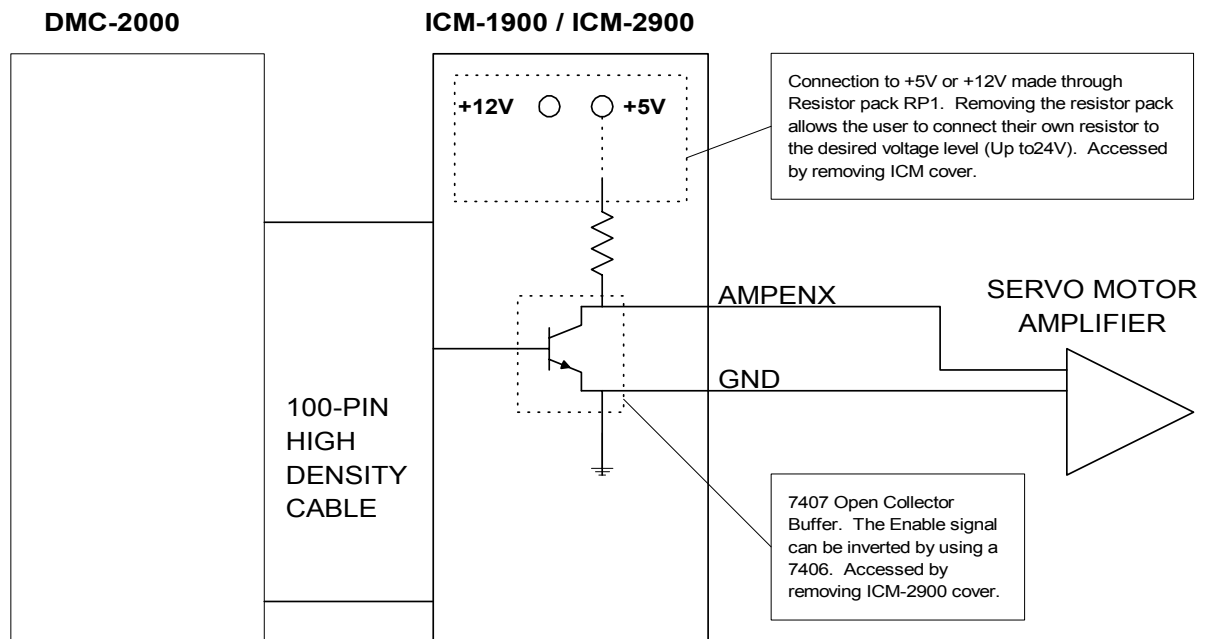 DMC-2000
ICM-1900 / ICM-2900
+12V
+5V
Connection to +5V or +12V made through
Resistor pack RP1.  Removing the resistor pack
allows the user to connect their own resistor to
the desired voltage level (Up to24V).  Accessed
by removing ICM cover.
AMPENX
SERVO MOTOR
AMPLIFIER
GND
100-PIN
HIGH
DENSITY
CABLE
7407 Open Collector
Buffer.  The Enable signal
can be inverted by using a
7406.  Accessed by
removing ICM-2900 cover.